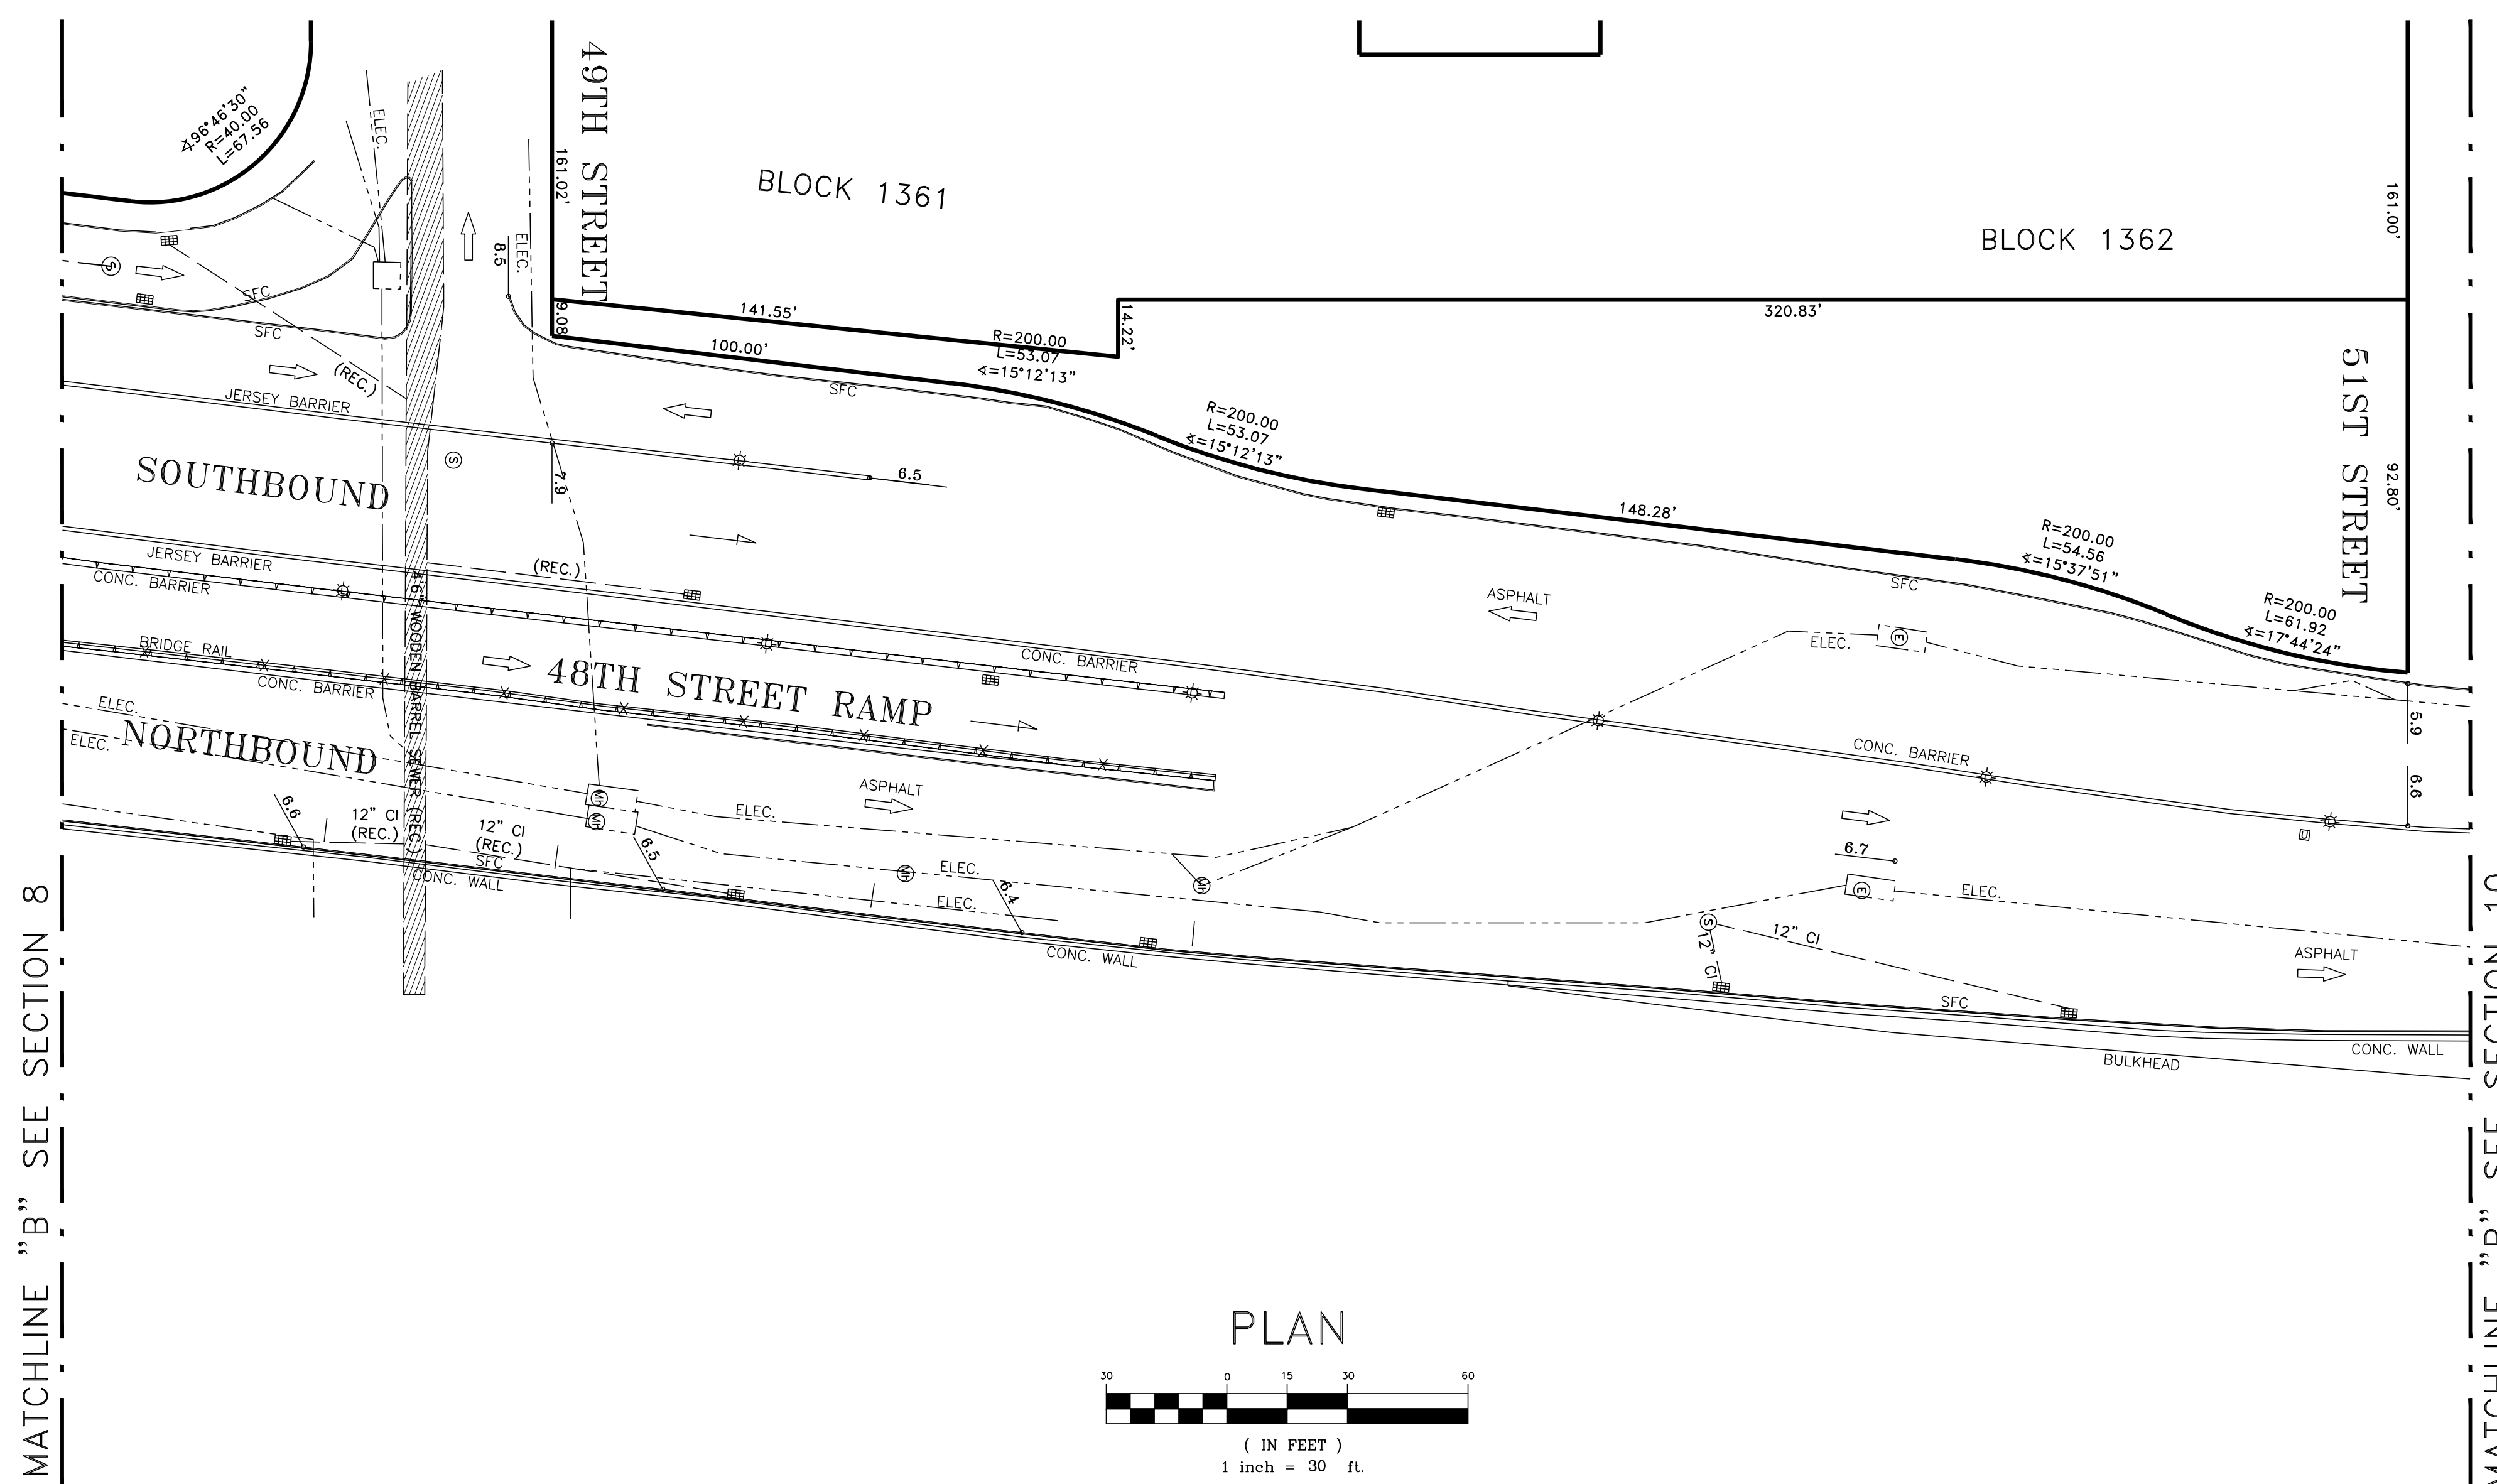 ∢96°46'30"
R=40.00
L=67.56
ELEC.
49TH STREET
161.02'
BLOCK 1361
BLOCK 1362
161.00'
8.5
ELEC.
S
SFC
SFC
(REC.)
JERSEY BARRIER
9.08'
141.55'
100.00'
R=200.00
L=53.07
∢=15°12'13"
14.22'
320.83'
SFC
R=200.00
L=53.07
∢=15°12'13"
51ST STREET
92.80'
SOUTHBOUND
S
7.9
6.5
148.28'
R=200.00
L=54.56
∢=15°37'51"
SFC
R=200.00
L=61.92
∢=17°44'24"
JERSEY BARRIER
CONC. BARRIER
(REC.)
ASPHALT
4'6" WOODEN BARREL SEWER (REC.)
BRIDGE RAIL
CONC. BARRIER
48TH STREET RAMP
CONC. BARRIER
ELEC.
E
ELEC.
ELEC.
NORTHBOUND
CONC. BARRIER
5.9
6.6
6.6
12" CI
(REC.)
12" CI
(REC.)
MH
MH
ELEC.
ASPHALT
6.5
SFC
CONC. WALL
MH
ELEC.
ELEC.
6.4
MH
6.7
E
ELEC.
S
12" CI
12" CI
CONC. WALL
ASPHALT
SFC
CONC. WALL
BULKHEAD
MATCHLINE "B" SEE SECTION 8
MATCHLINE "B" SEE SECTION 10
PLAN
30 0 15 30 60
( IN FEET )
1 inch = 30 ft.